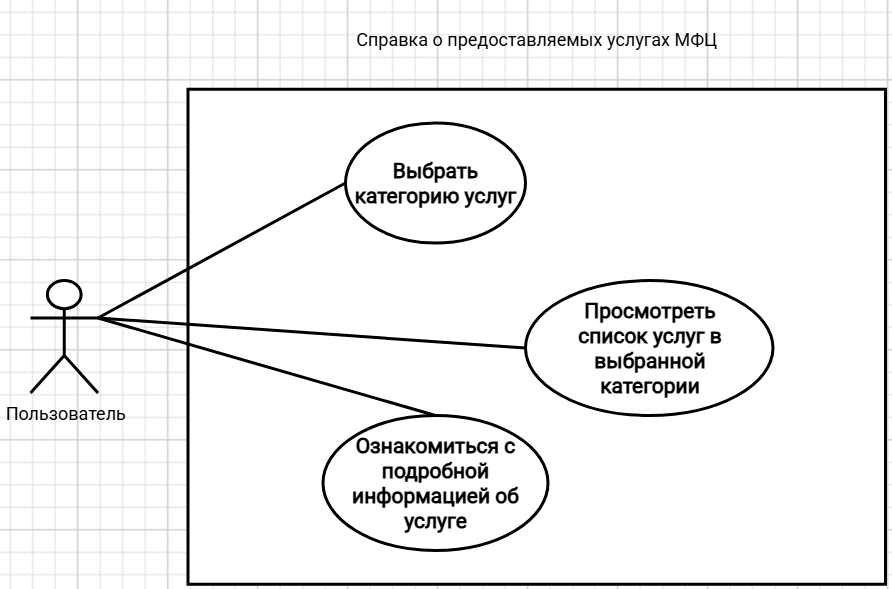 Справка о предоставляемых услугах МФЦ
Выбрать
категорию услуг
Просмотреть
список услуг в
выбранной
категории
Пользователь
Ознакомиться с
подробной
информацией об
услуге